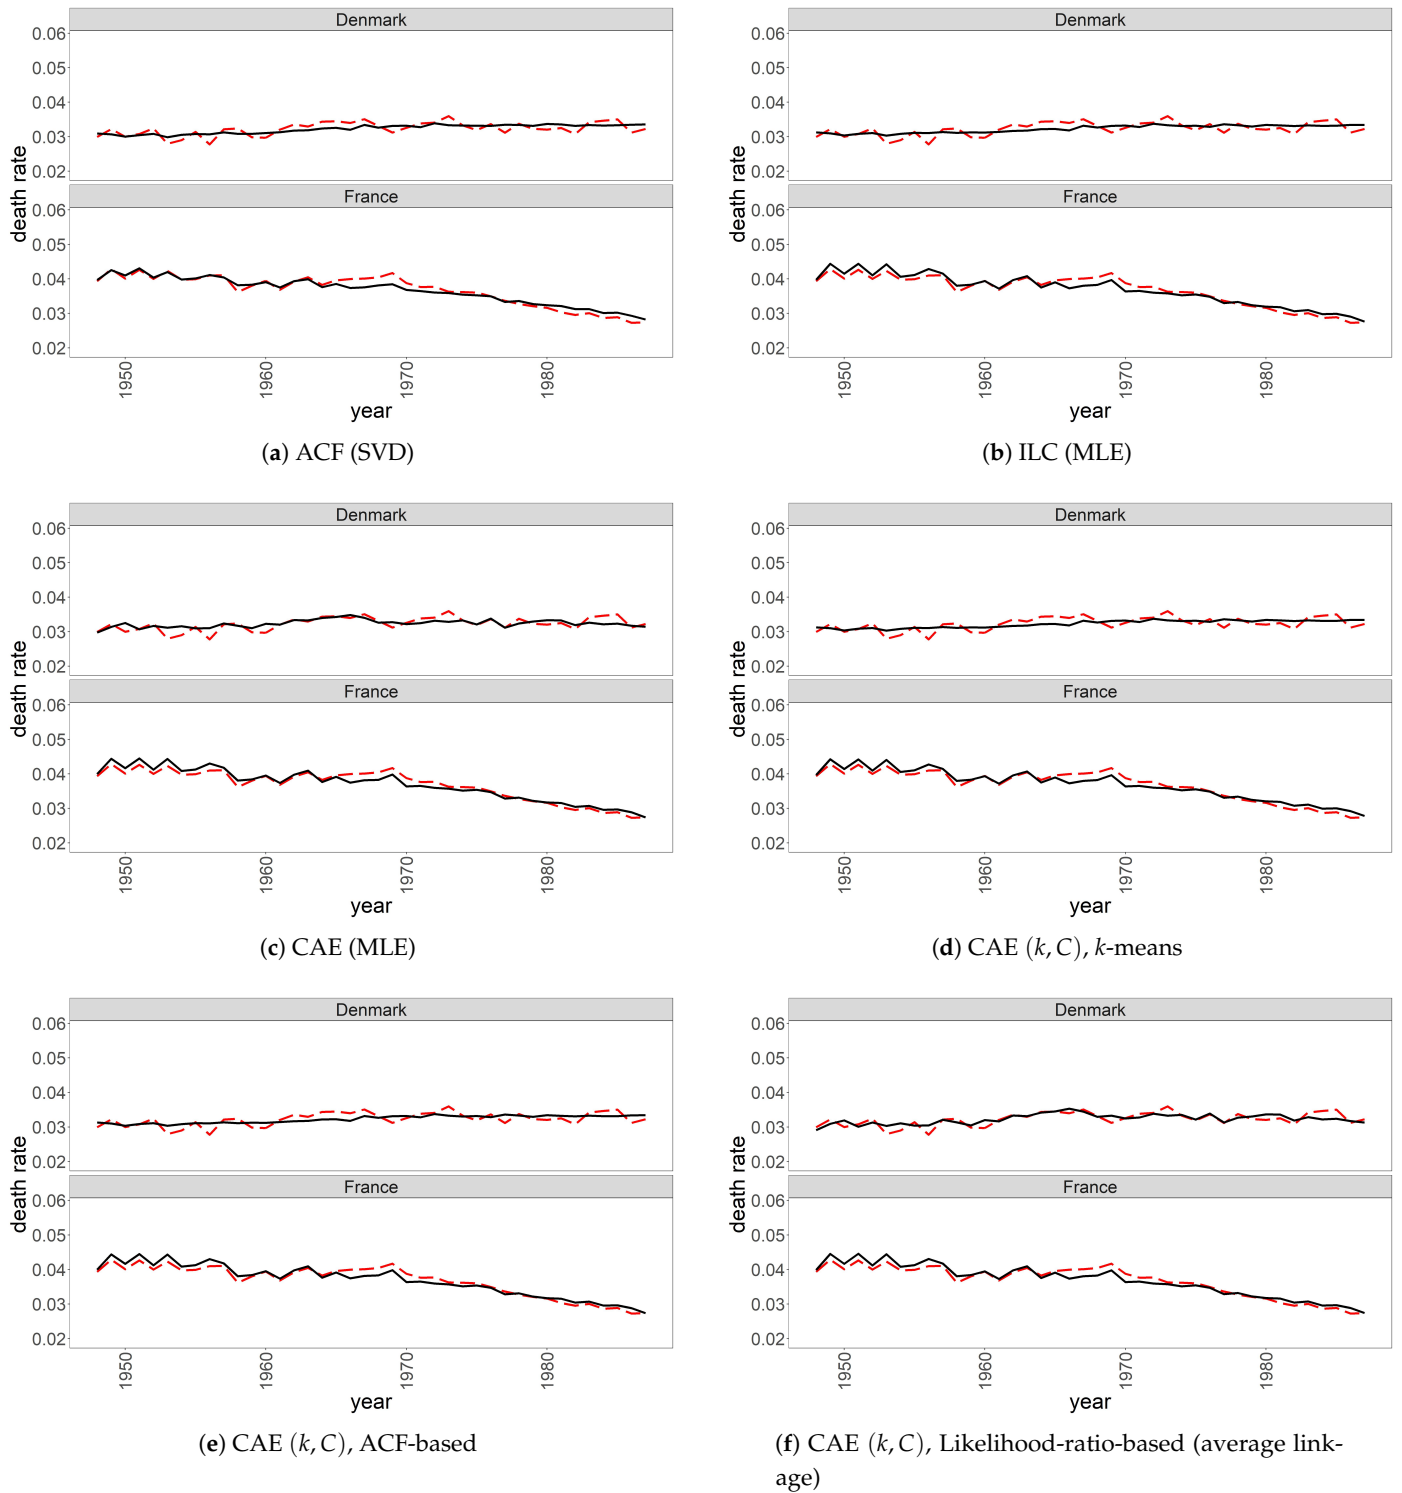 Denmark
0.06
0.05
0.04
0.03
0.02
France
0.06
0.05
0.04
0.03
0.02
death rate
1950
1960
1970
1980
year
(a) ACF (SVD)
Denmark
0.06
0.05
0.04
0.03
0.02
France
0.06
0.05
0.04
0.03
0.02
death rate
1950
1960
1970
1980
year
(b) ILC (MLE)
Denmark
0.06
0.05
0.04
0.03
0.02
France
0.06
0.05
0.04
0.03
0.02
death rate
1950
1960
1970
1980
year
(c) CAE (MLE)
Denmark
0.06
0.05
0.04
0.03
0.02
France
0.06
0.05
0.04
0.03
0.02
death rate
1950
1960
1970
1980
year
(d) CAE (k, C), k-means
Denmark
0.06
0.05
0.04
0.03
0.02
France
0.06
0.05
0.04
0.03
0.02
death rate
1950
1960
1970
1980
year
(e) CAE (k, C), ACF-based
Denmark
0.06
0.05
0.04
0.03
0.02
France
0.06
0.05
0.04
0.03
0.02
death rate
1950
1960
1970
1980
year
(f) CAE (k, C), Likelihood-ratio-based (average link-
age)